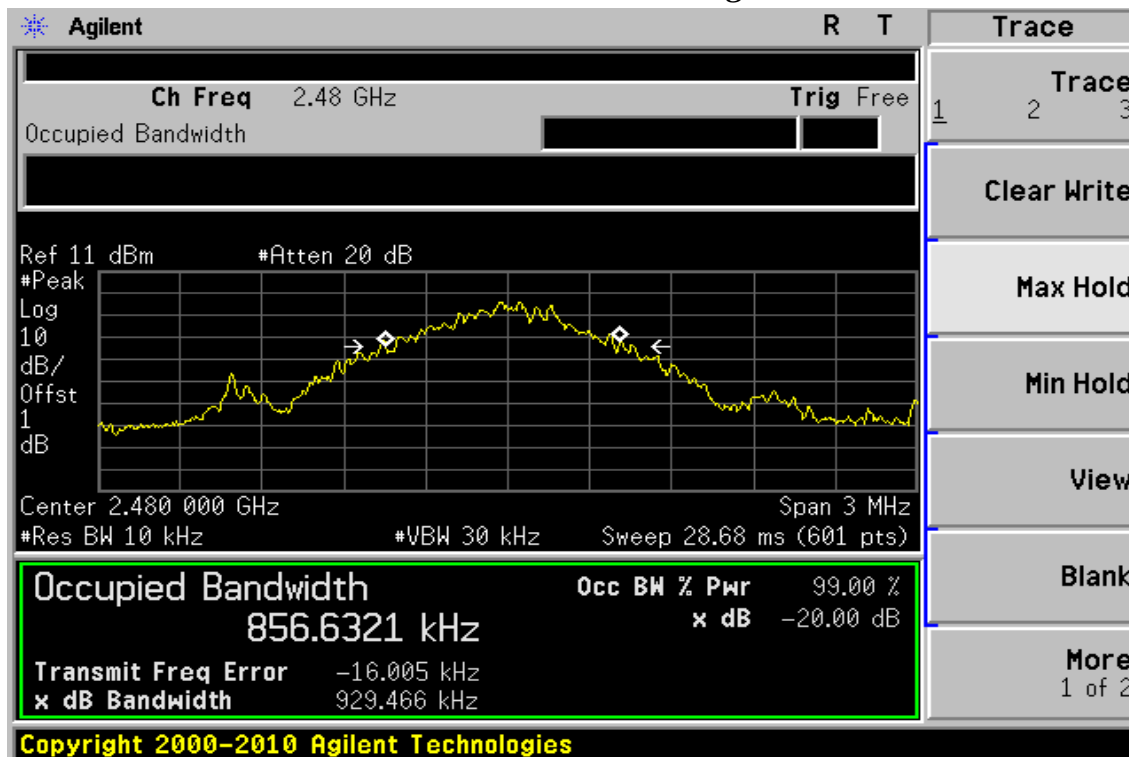 Agilent R T Trace
Ch Freq 2.48 GHz Trig Free
Occupied Bandwidth
Trace
1 2 3
Clear Write
Max Hold
Min Hold
View
Blank
More
1 of 2
Ref 11 dBm #Atten 20 dB
#Peak
Log
10
dB/
Offst
1
dB
Center 2.480 000 GHz Span 3 MHz
#Res BW 10 kHz #VBW 30 kHz Sweep 28.68 ms (601 pts)
Occupied Bandwidth Occ BW % Pwr 99.00 %
856.6321 kHz x dB -20.00 dB
Transmit Freq Error -16.005 kHz
x dB Bandwidth 929.466 kHz
Copyright 2000-2010 Agilent Technologies